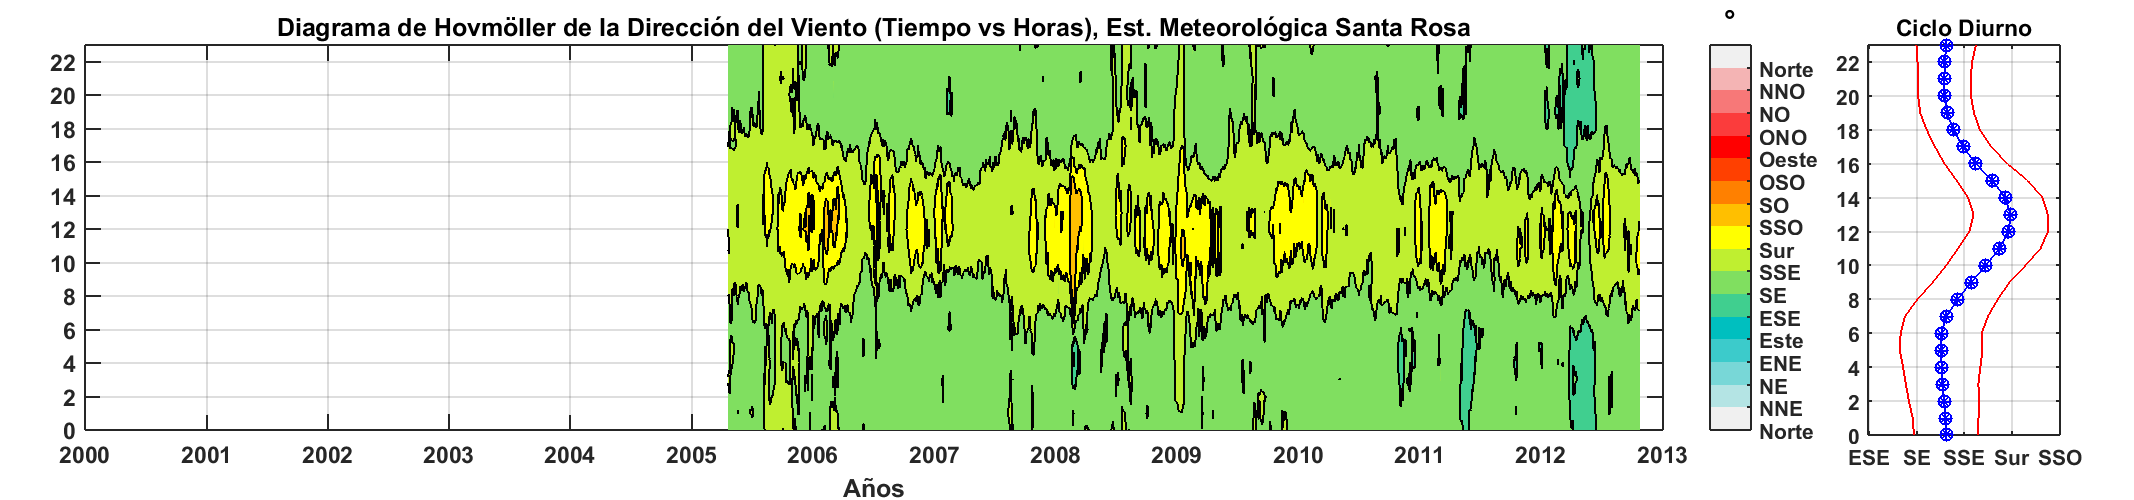 Diagrama de Hovmöller de la Dirección del Viento (Tiempo vs Horas), Est. Meteorológica Santa Rosa
22
20
18
16
14
12
10
8
6
4
2
0
2000 2001 2002 2003 2004 2005 2006 2007 2008 2009 2010 2011 2012 2013
Años
°
Norte
NNO
NO
ONO
Oeste
OSO
SO
SSO
Sur
SSE
SE
ESE
Este
ENE
NE
NNE
Norte
Ciclo Diurno
22
20
18
16
14
12
10
8
6
4
2
0
ESE SE SSE Sur SSO